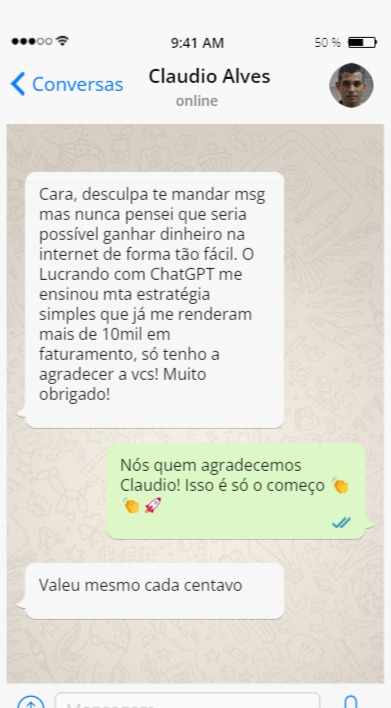 9:41 AM
50 %
Conversas
Claudio Alves
online
Cara, desculpa te mandar msg
mas nunca pensei que seria
possível ganhar dinheiro na
internet de forma tão fácil. O
Lucrando com ChatGPT me
ensinou mta estratégia
simples que já me renderam
mais de 10mil em
faturamento, só tenho a
agradecer a vcs! Muito
obrigado!
Nós quem agradecemos
Claudio! Isso é só o começo 👏
👏🚀
Valeu mesmo cada centavo
Mensagem